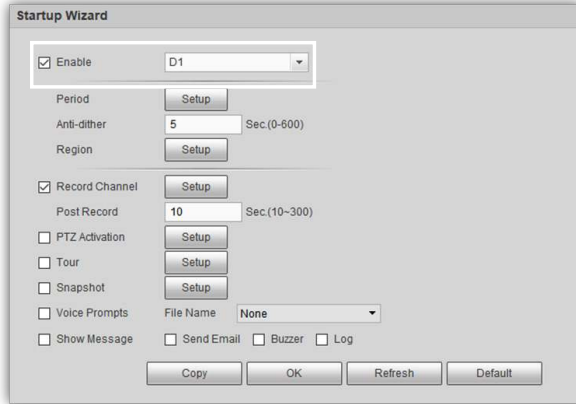 Startup Wizard
Enable D1
Period Setup
Anti-dither 5 Sec.(0-600)
Region Setup
Record Channel Setup
Post Record 10 Sec.(10~300)
PTZ Activation Setup
Tour Setup
Snapshot Setup
Voice Prompts File Name None
Show Message Send Email Buzzer Log
Copy OK Refresh Default